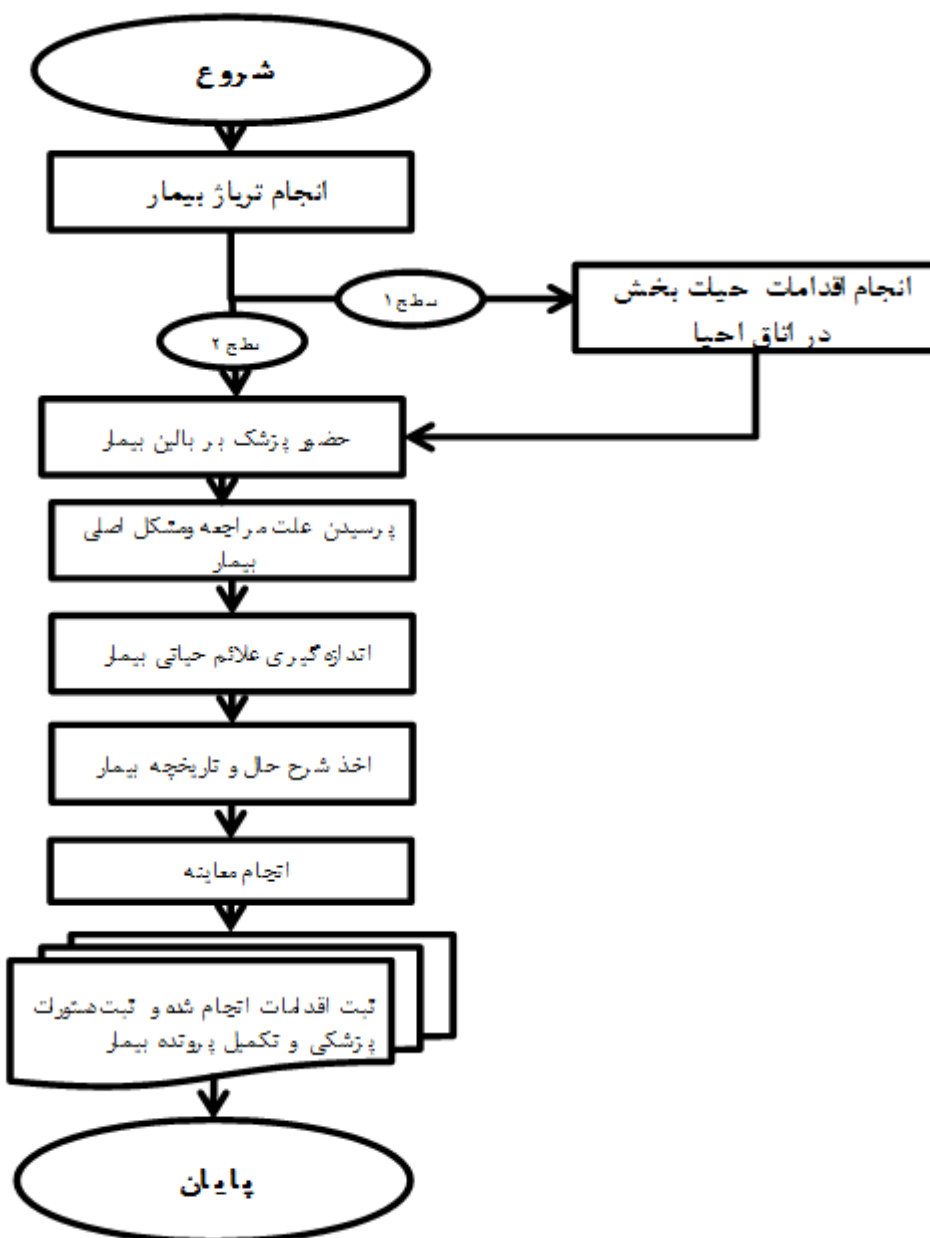 شروع
انجام تریاژ بیمار
سطح ۱
انجام اقدامات حیات بخش
در اتاق احیا
سطح ۲
حضور پزشک بر بالین بیمار
پرسیدن علت مراجعه ومشکل اصلی
بیمار
اندازه گیری علائم حیاتی بیمار
اخذ شرح حال و تاریخچه بیمار
انجام معاینه
ثبت اقدامات انجام شده و ثبت دستورات
پزشکی و تکمیل پرونده بیمار
پایان